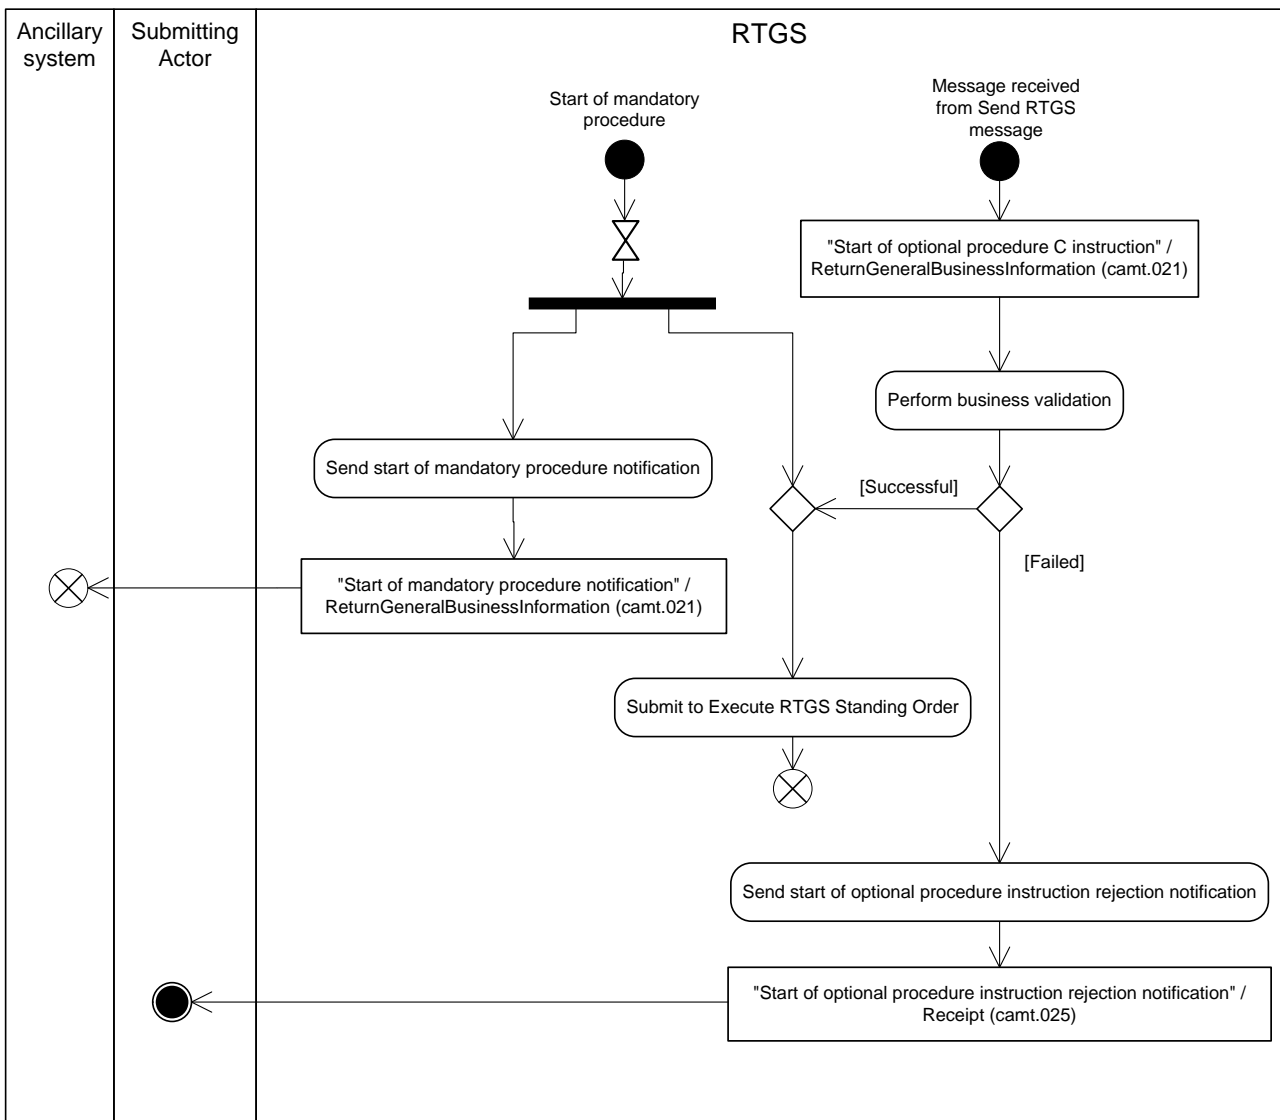 Ancillary
system
Submitting
Actor
RTGS
Start of mandatory
procedure
Message received
from Send RTGS
message
"Start of optional procedure C instruction" /
ReturnGeneralBusinessInformation (camt.021)
Perform business validation
Send start of mandatory procedure notification
[Successful]
[Failed]
"Start of mandatory procedure notification" /
ReturnGeneralBusinessInformation (camt.021)
Submit to Execute RTGS Standing Order
Send start of optional procedure instruction rejection notification
"Start of optional procedure instruction rejection notification" /
Receipt (camt.025)